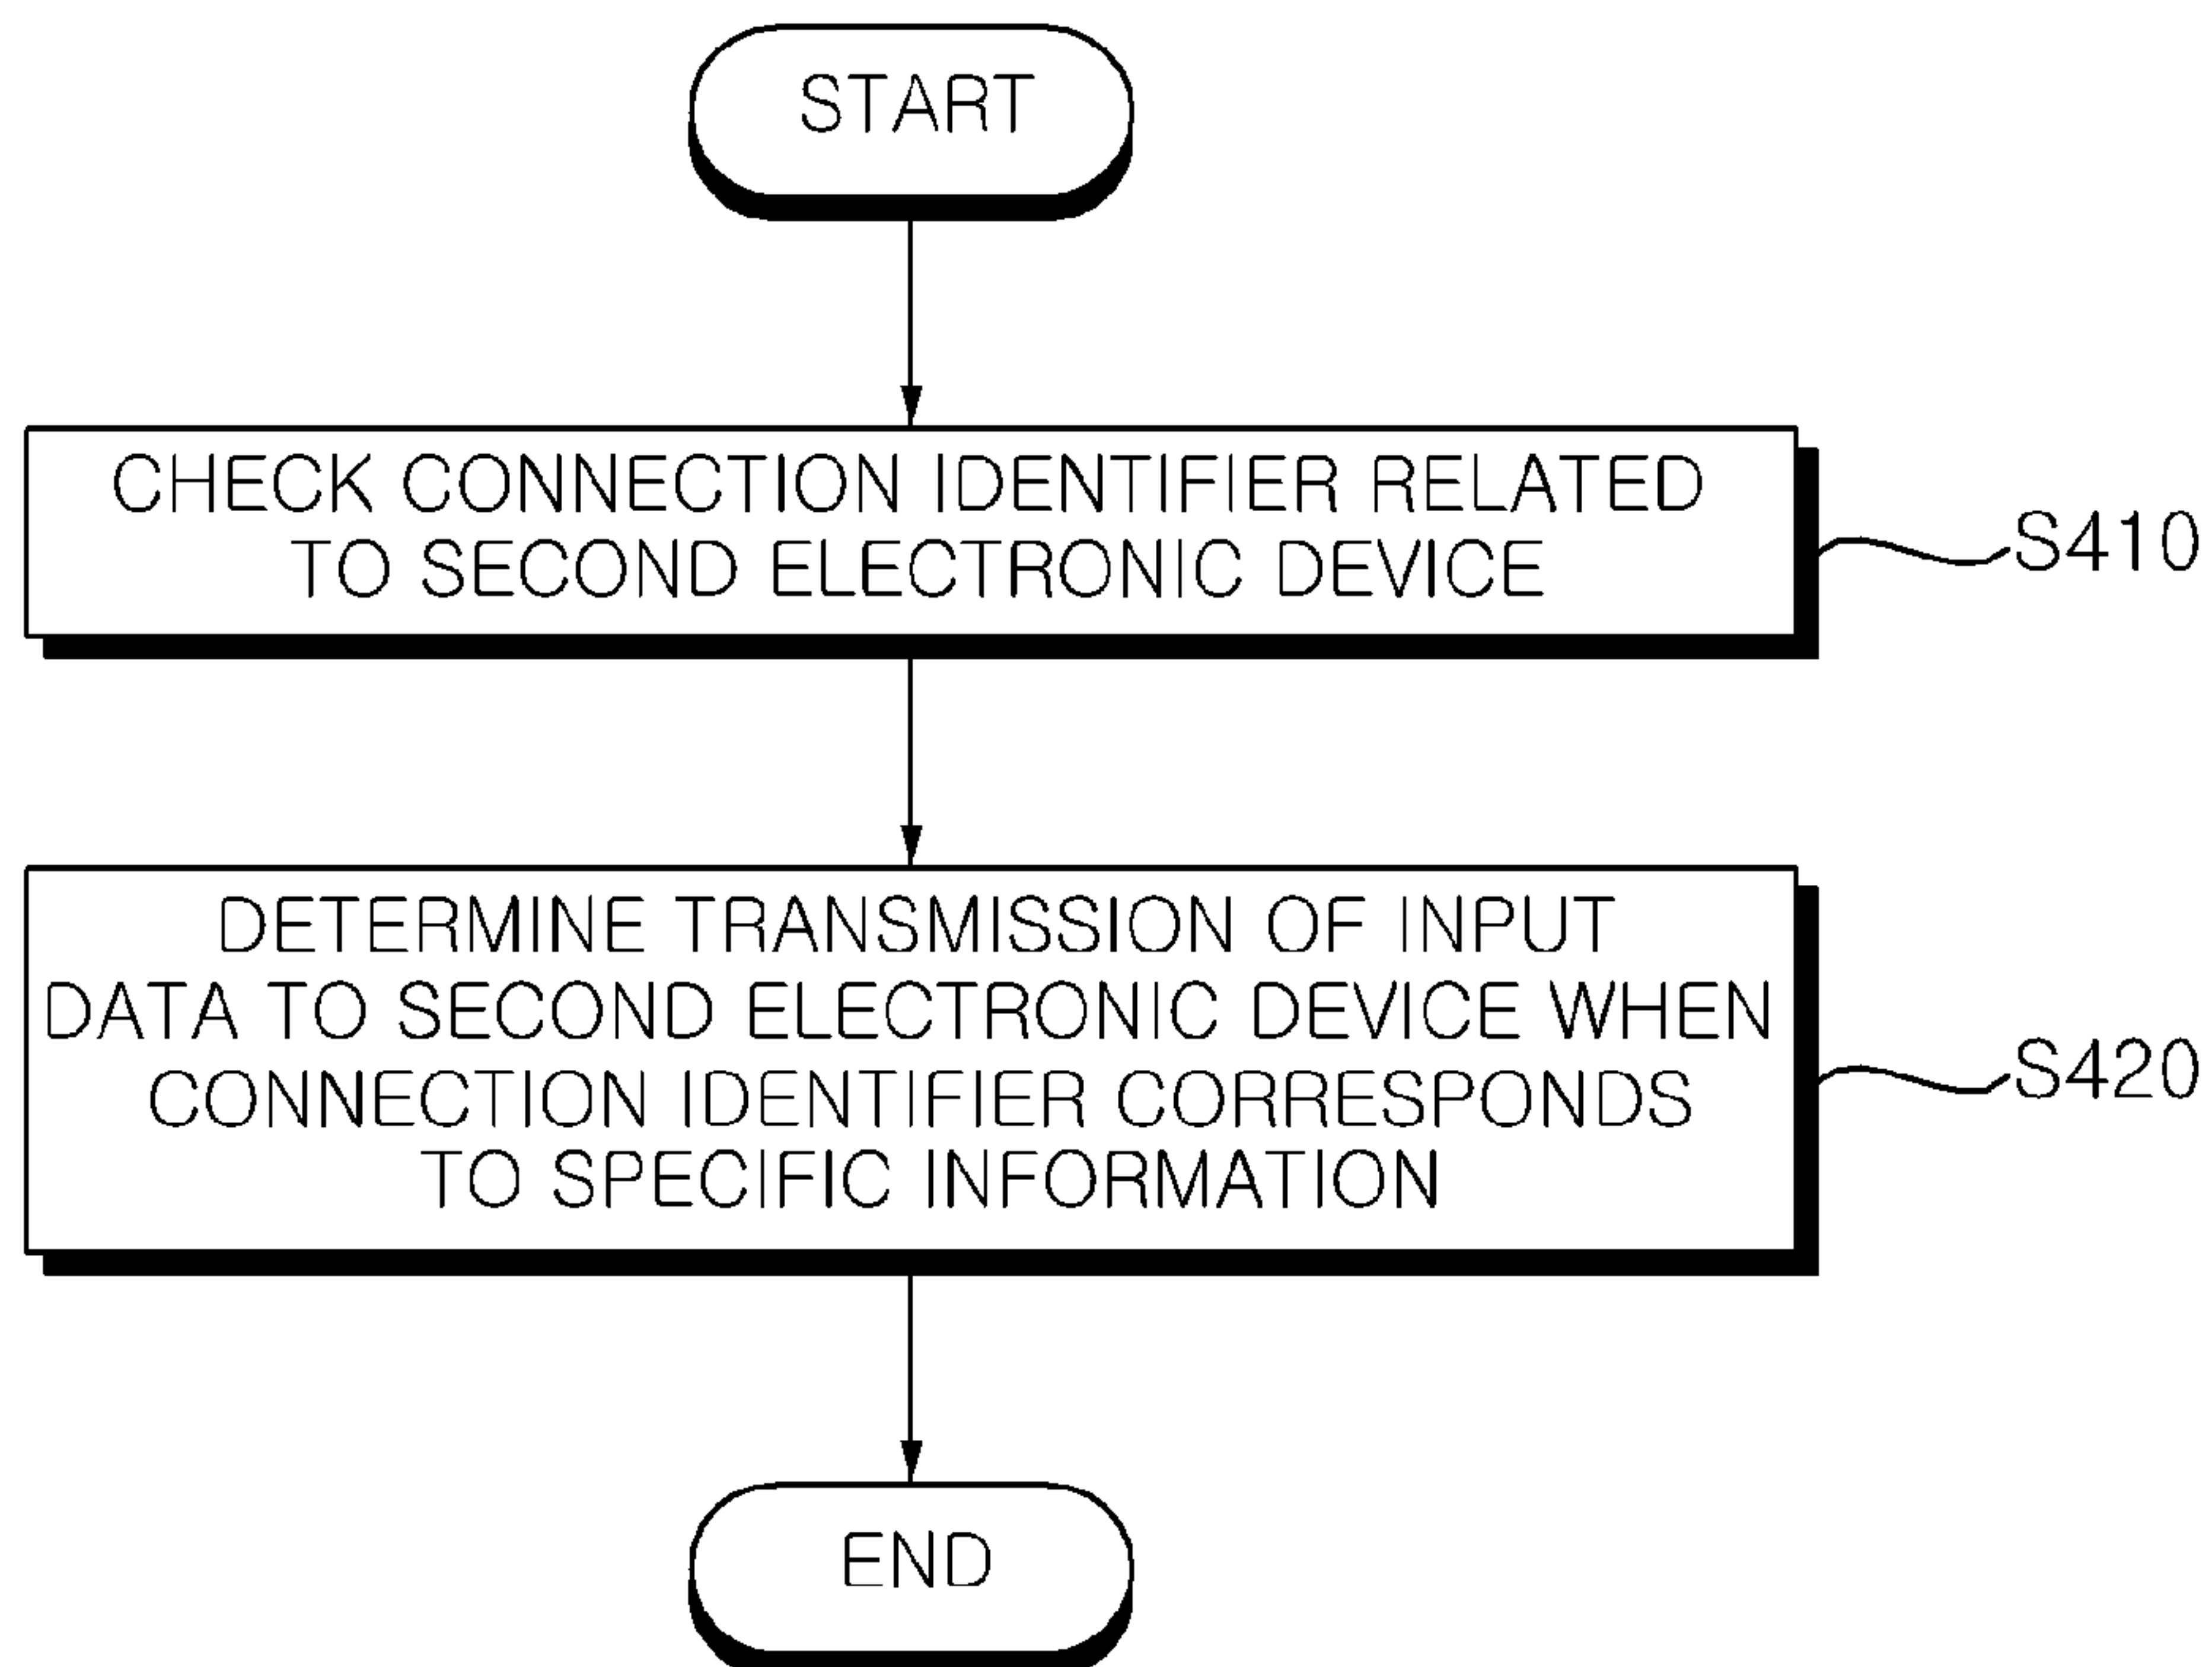 START
CHECK CONNECTION IDENTIFIER RELATED
TO SECOND ELECTRONIC DEVICE
S410
DETERMINE TRANSMISSION OF INPUT
DATA TO SECOND ELECTRONIC DEVICE WHEN
CONNECTION IDENTIFIER CORRESPONDS
TO SPECIFIC INFORMATION
S420
END